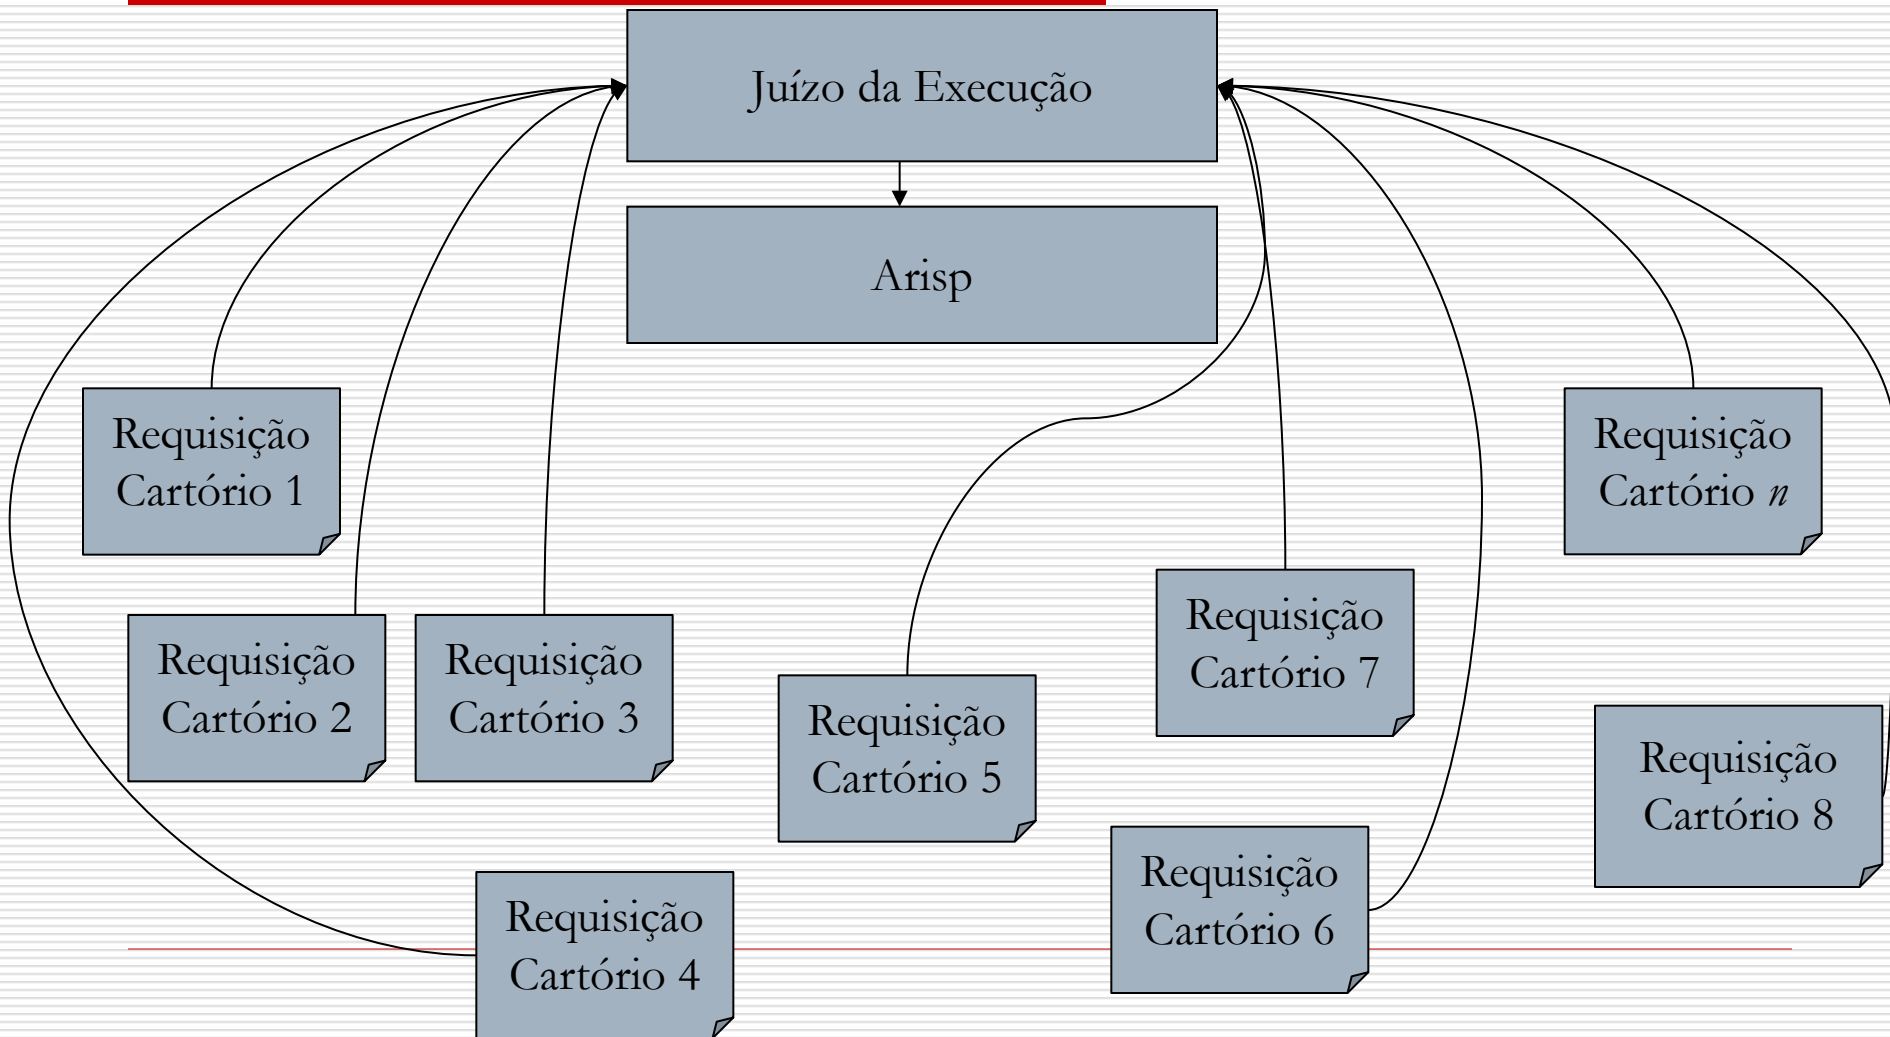 Juízo da Execução
Arisp
Requisição
Cartório 1
Requisição
Cartório n
Requisição
Cartório 2
Requisição
Cartório 3
Requisição
Cartório 5
Requisição
Cartório 7
Requisição
Cartório 8
Requisição
Cartório 4
Requisição
Cartório 6